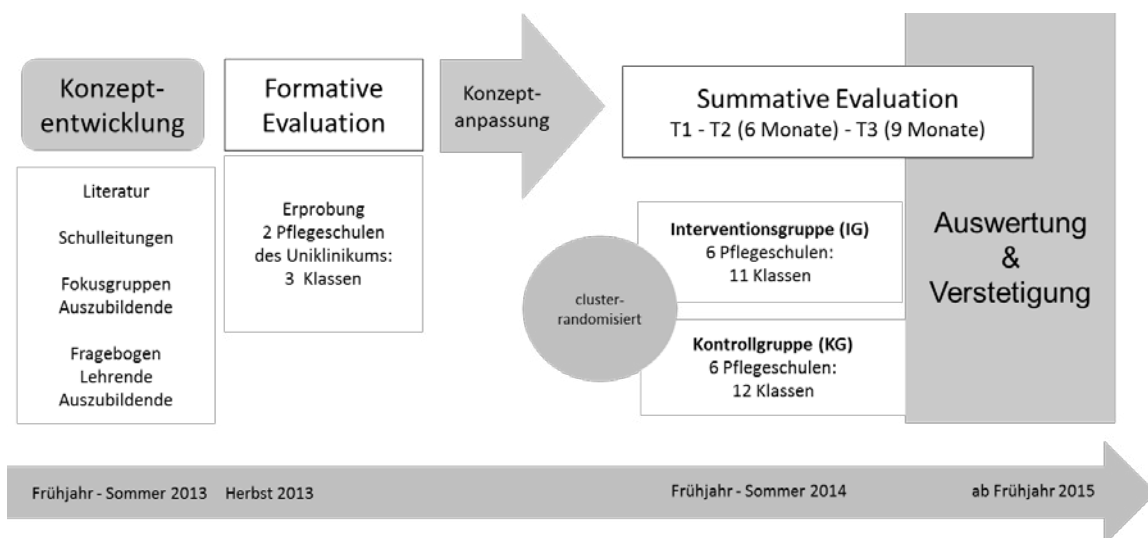 Konzept-
entwicklung
Literatur
Schulleitungen
Fokusgruppen
Auszubildende
Fragebogen
Lehrende
Auszubildende
Formative
Evaluation
Erprobung
2 Pflegeschulen
des Uniklinikums:
3 Klassen
Konzept-
anpassung
Summative Evaluation
T1 - T2 (6 Monate) - T3 (9 Monate)
cluster-
randomisiert
Interventionsgruppe (IG)
6 Pflegeschulen:
11 Klassen
Kontrollgruppe (KG)
6 Pflegeschulen:
12 Klassen
Auswertung
&
Verstetigung
Frühjahr - Sommer 2013 Herbst 2013 Frühjahr - Sommer 2014 ab Frühjahr 2015